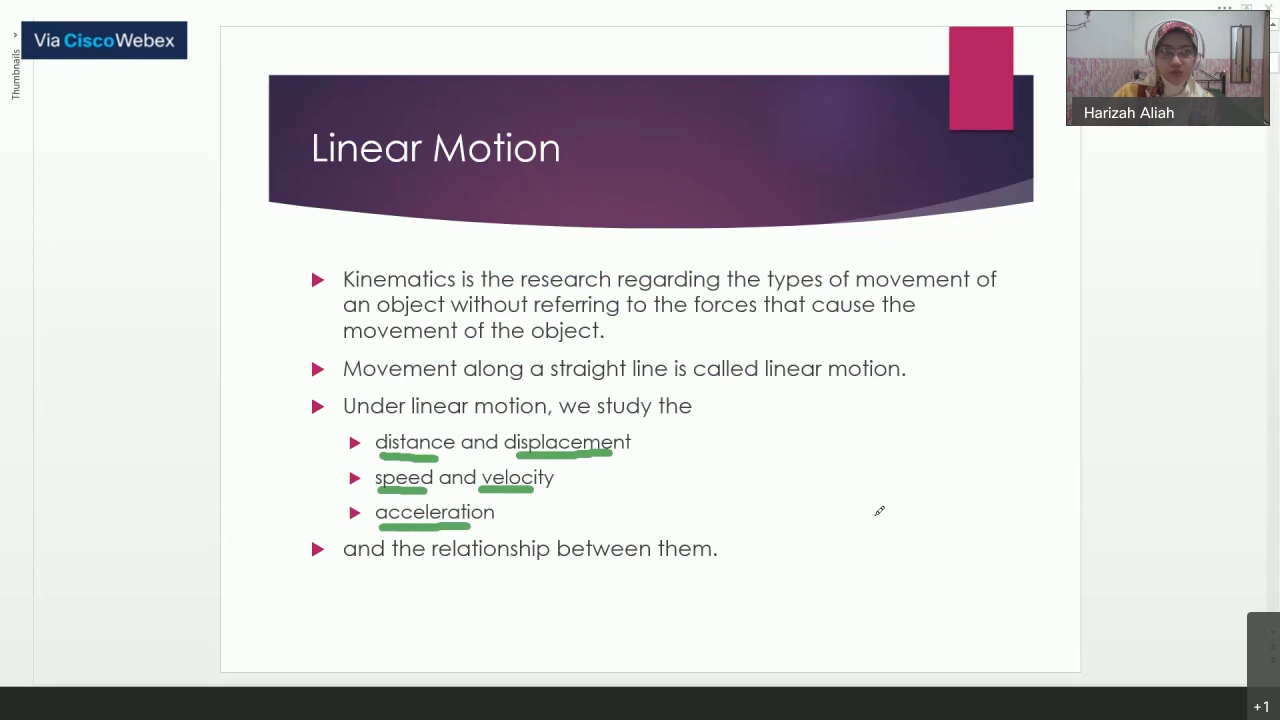 Via Cisco Webex
Thumbnails
Harizah Aliah
Linear Motion
Kinematics is the research regarding the types of movement of
an object without referring to the forces that cause the
movement of the object.
Movement along a straight line is called linear motion.
Under linear motion, we study the
distance and displacement
speed and velocity
acceleration
and the relationship between them.
+1